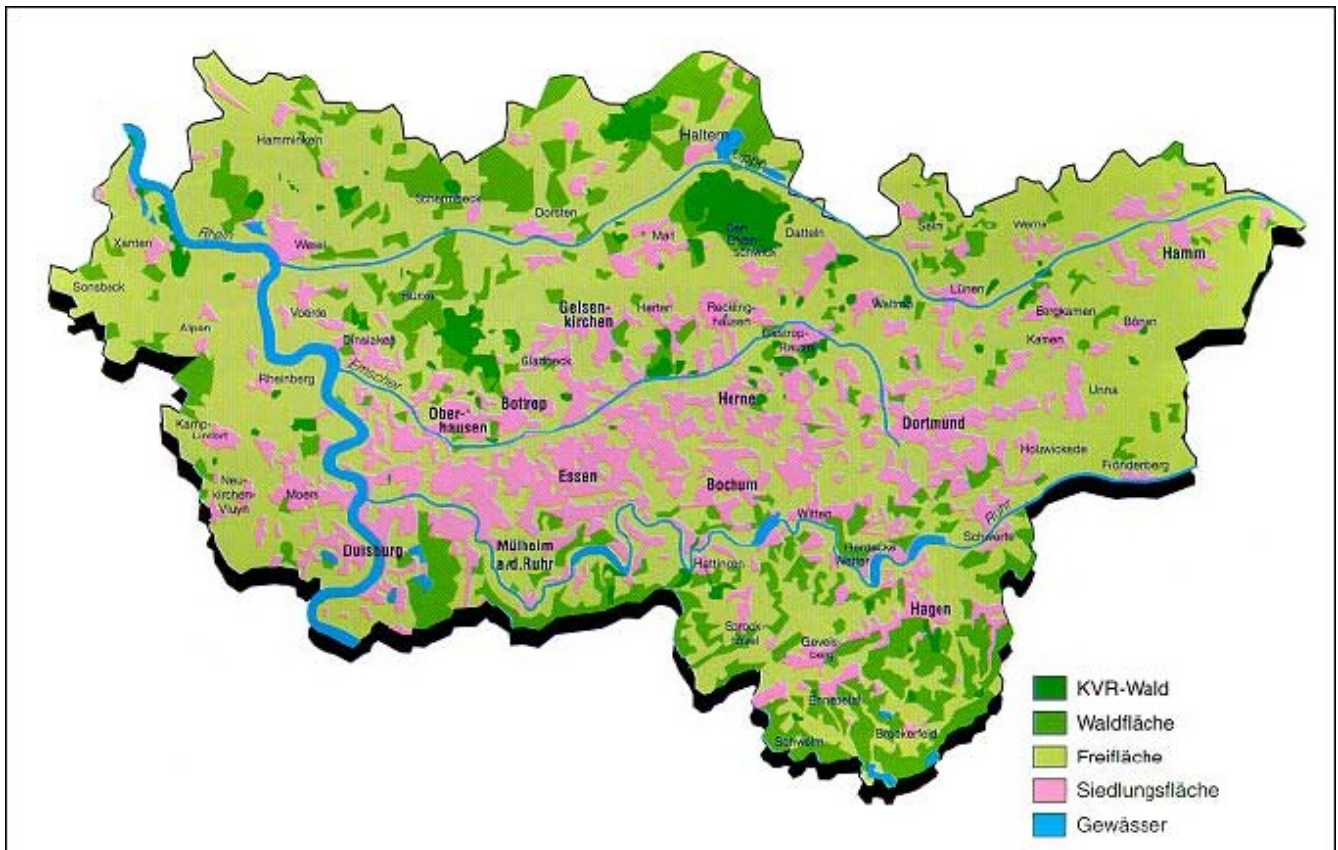 Haltern
Lippe
Hamminkeln
Schermbeck
Dorsten
Marl
Datteln
Selm
Werne
Hamm
Rhein
Xanten
Wesel
Sonsbeck
Hünxe
Lünen
Waltrop
Bergkamen
Bönen
Alpen
Voerde
Gelsen-
kirchen
Herten
Reckling-
hausen
Castrop-
Rauxel
Kamen
Dinslaken
Gladbeck
Rheinberg
Emscher
Unna
Ober-
hausen
Bottrop
Herne
Dortmund
Kamp-
Lintfort
Holzwickede
Fröndenberg
Essen
Bochum
Neu-
kirchen-
Vluyn
Moers
Witten
Ruhr
Schwerte
Duisburg
Mülheim
a/d.Ruhr
Hattingen
Herdecke
Wetter
Hagen
Sprock-
hövel
Gevels-
berg
Ennepetal
Schwelm
Breckerfeld
KVR-Wald
Waldfläche
Freifläche
Siedlungsfläche
Gewässer